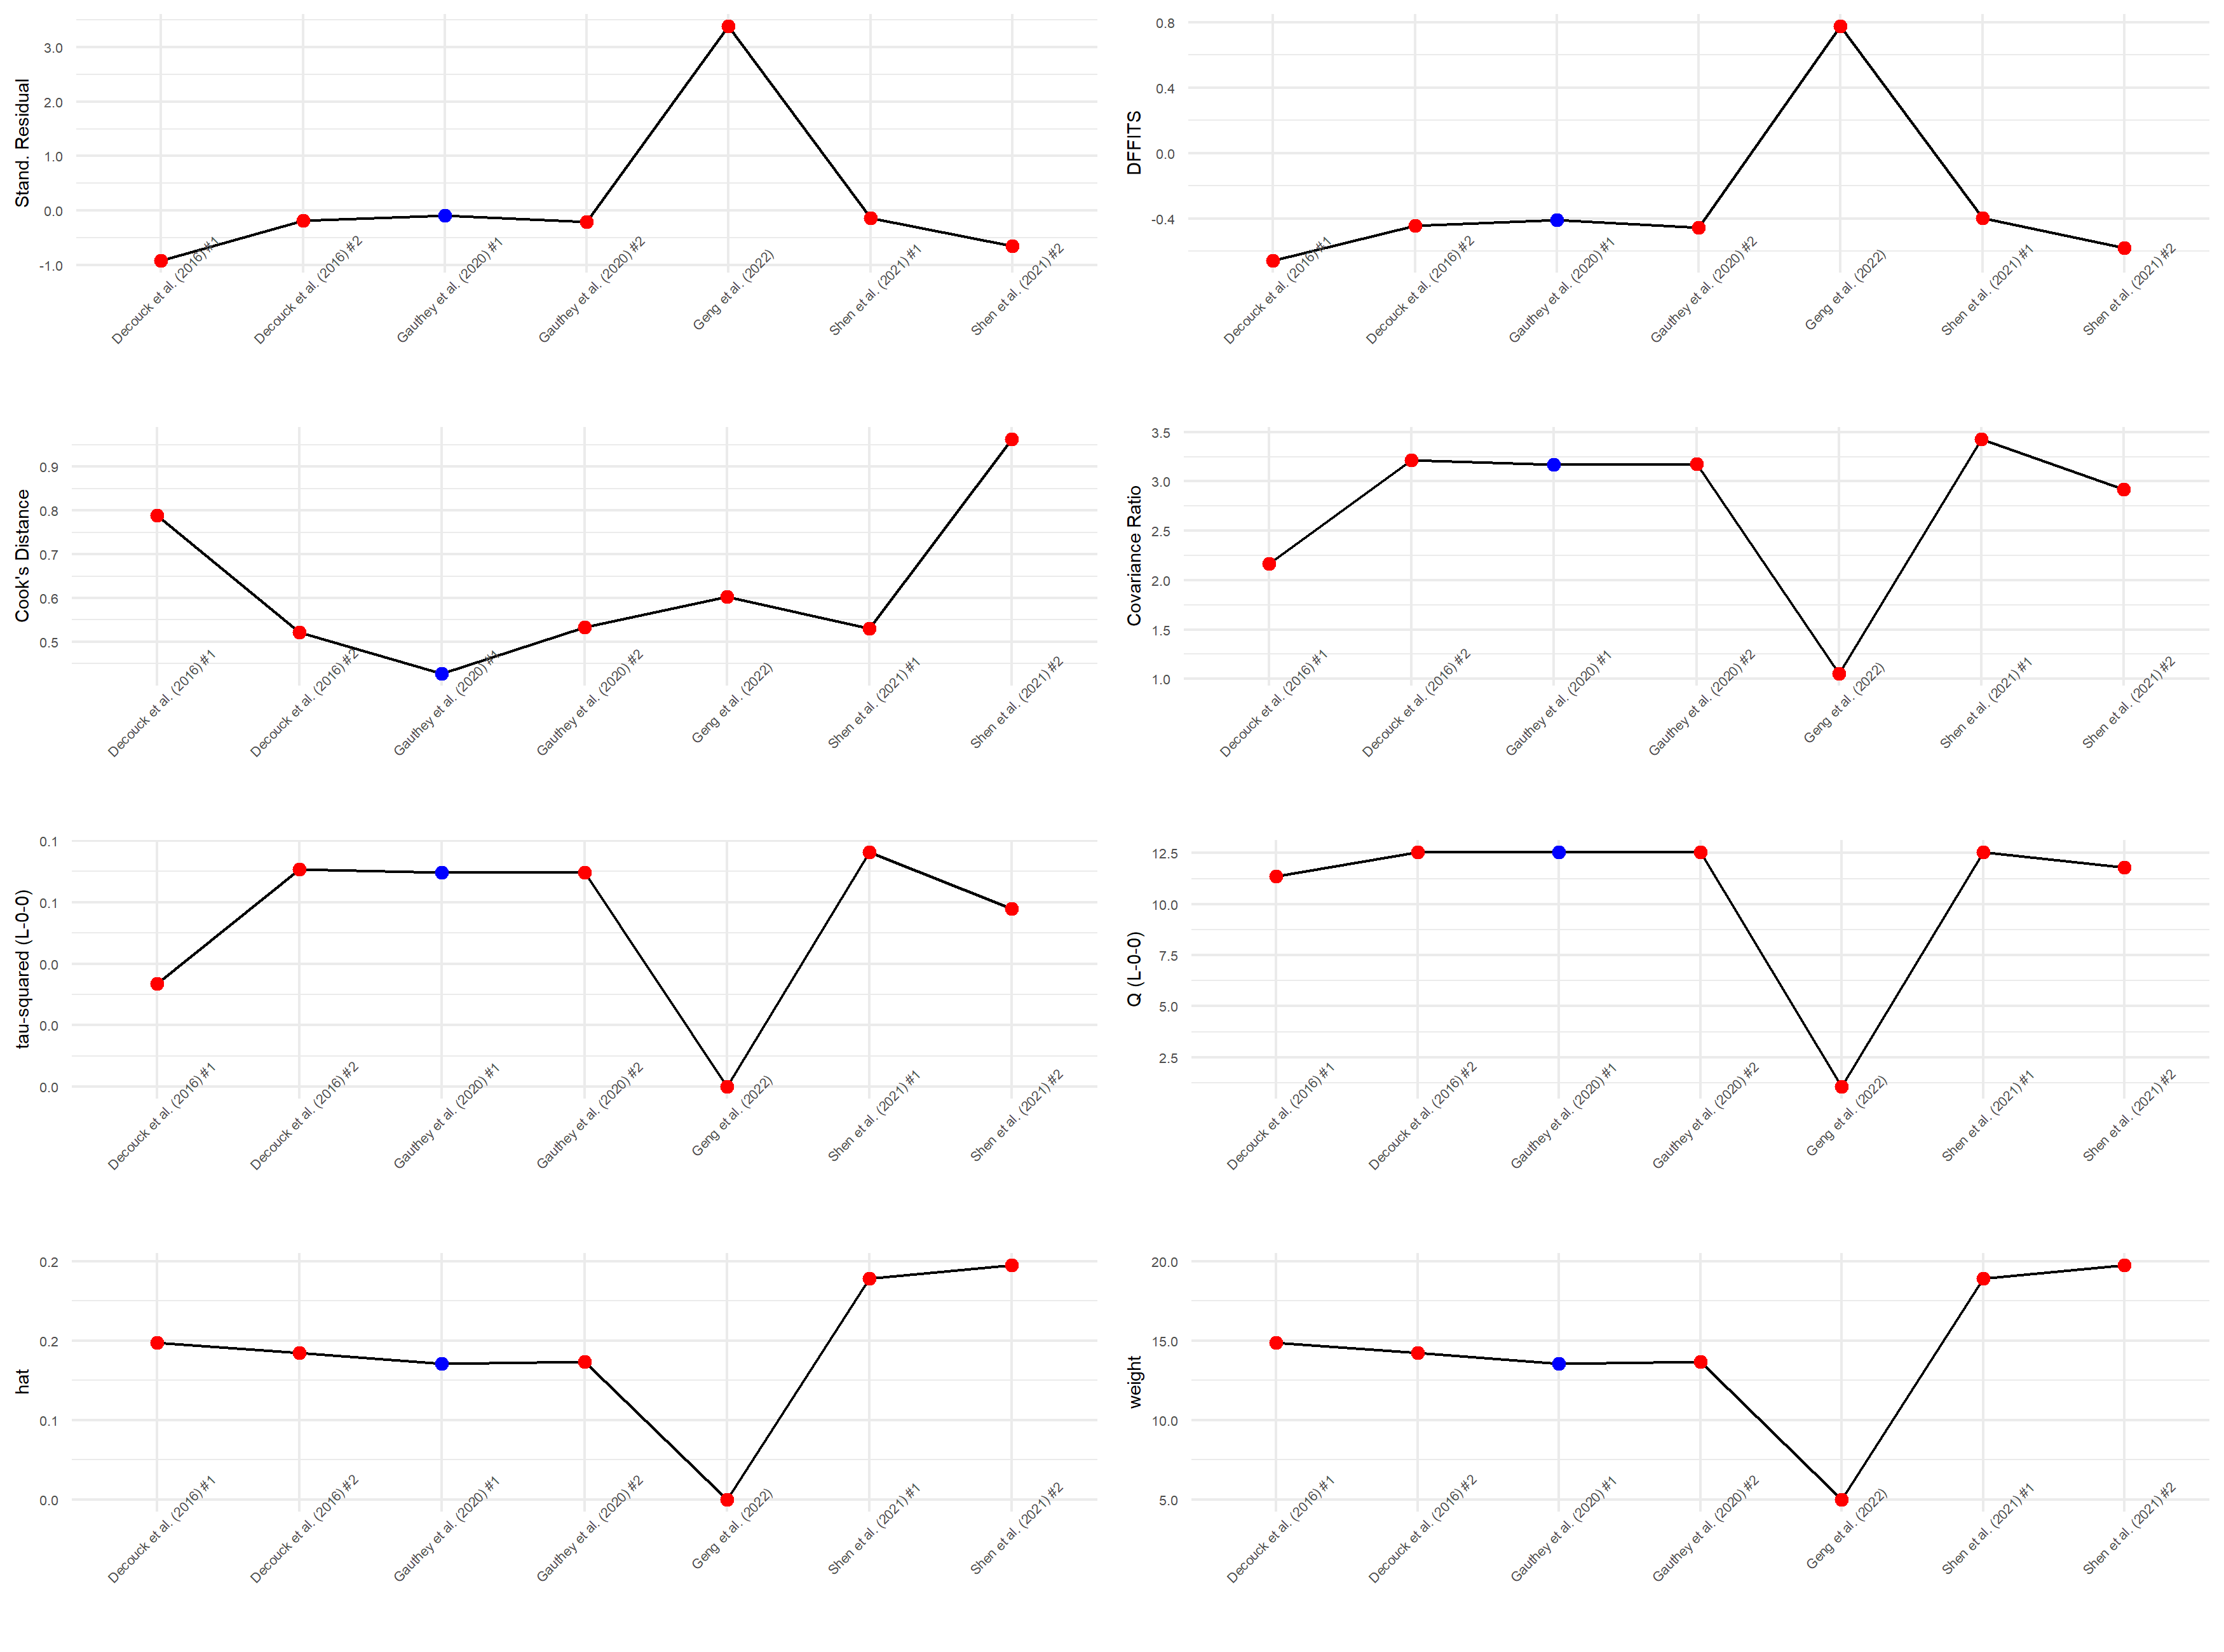 Stand. Residual
3.0
2.0
1.0
0.0
-1.0
Decouck et al. (2016) #1
Decouck et al. (2016) #2
Gauthey et al. (2020) #1
Gauthey et al. (2020) #2
Geng et al. (2022)
Shen et al. (2021) #1
Shen et al. (2021) #2
DFFITS
0.8
0.4
0.0
-0.4
Decouck et al. (2016) #1
Decouck et al. (2016) #2
Gauthey et al. (2020) #1
Gauthey et al. (2020) #2
Geng et al. (2022)
Shen et al. (2021) #1
Shen et al. (2021) #2
Cook's Distance
0.9
0.8
0.7
0.6
0.5
Decouck et al. (2016) #1
Decouck et al. (2016) #2
Gauthey et al. (2020) #1
Gauthey et al. (2020) #2
Geng et al. (2022)
Shen et al. (2021) #1
Shen et al. (2021) #2
Covariance Ratio
3.5
3.0
2.5
2.0
1.5
1.0
Decouck et al. (2016) #1
Decouck et al. (2016) #2
Gauthey et al. (2020) #1
Gauthey et al. (2020) #2
Geng et al. (2022)
Shen et al. (2021) #1
Shen et al. (2021) #2
tau-squared (L-0-0)
0.1
0.1
0.0
0.0
0.0
Decouck et al. (2016) #1
Decouck et al. (2016) #2
Gauthey et al. (2020) #1
Gauthey et al. (2020) #2
Geng et al. (2022)
Shen et al. (2021) #1
Shen et al. (2021) #2
Q (L-0-0)
12.5
10.0
7.5
5.0
2.5
Decouck et al. (2016) #1
Decouck et al. (2016) #2
Gauthey et al. (2020) #1
Gauthey et al. (2020) #2
Geng et al. (2022)
Shen et al. (2021) #1
Shen et al. (2021) #2
hat
0.2
0.2
0.1
0.0
Decouck et al. (2016) #1
Decouck et al. (2016) #2
Gauthey et al. (2020) #1
Gauthey et al. (2020) #2
Geng et al. (2022)
Shen et al. (2021) #1
Shen et al. (2021) #2
weight
20.0
15.0
10.0
5.0
Decouck et al. (2016) #1
Decouck et al. (2016) #2
Gauthey et al. (2020) #1
Gauthey et al. (2020) #2
Geng et al. (2022)
Shen et al. (2021) #1
Shen et al. (2021) #2